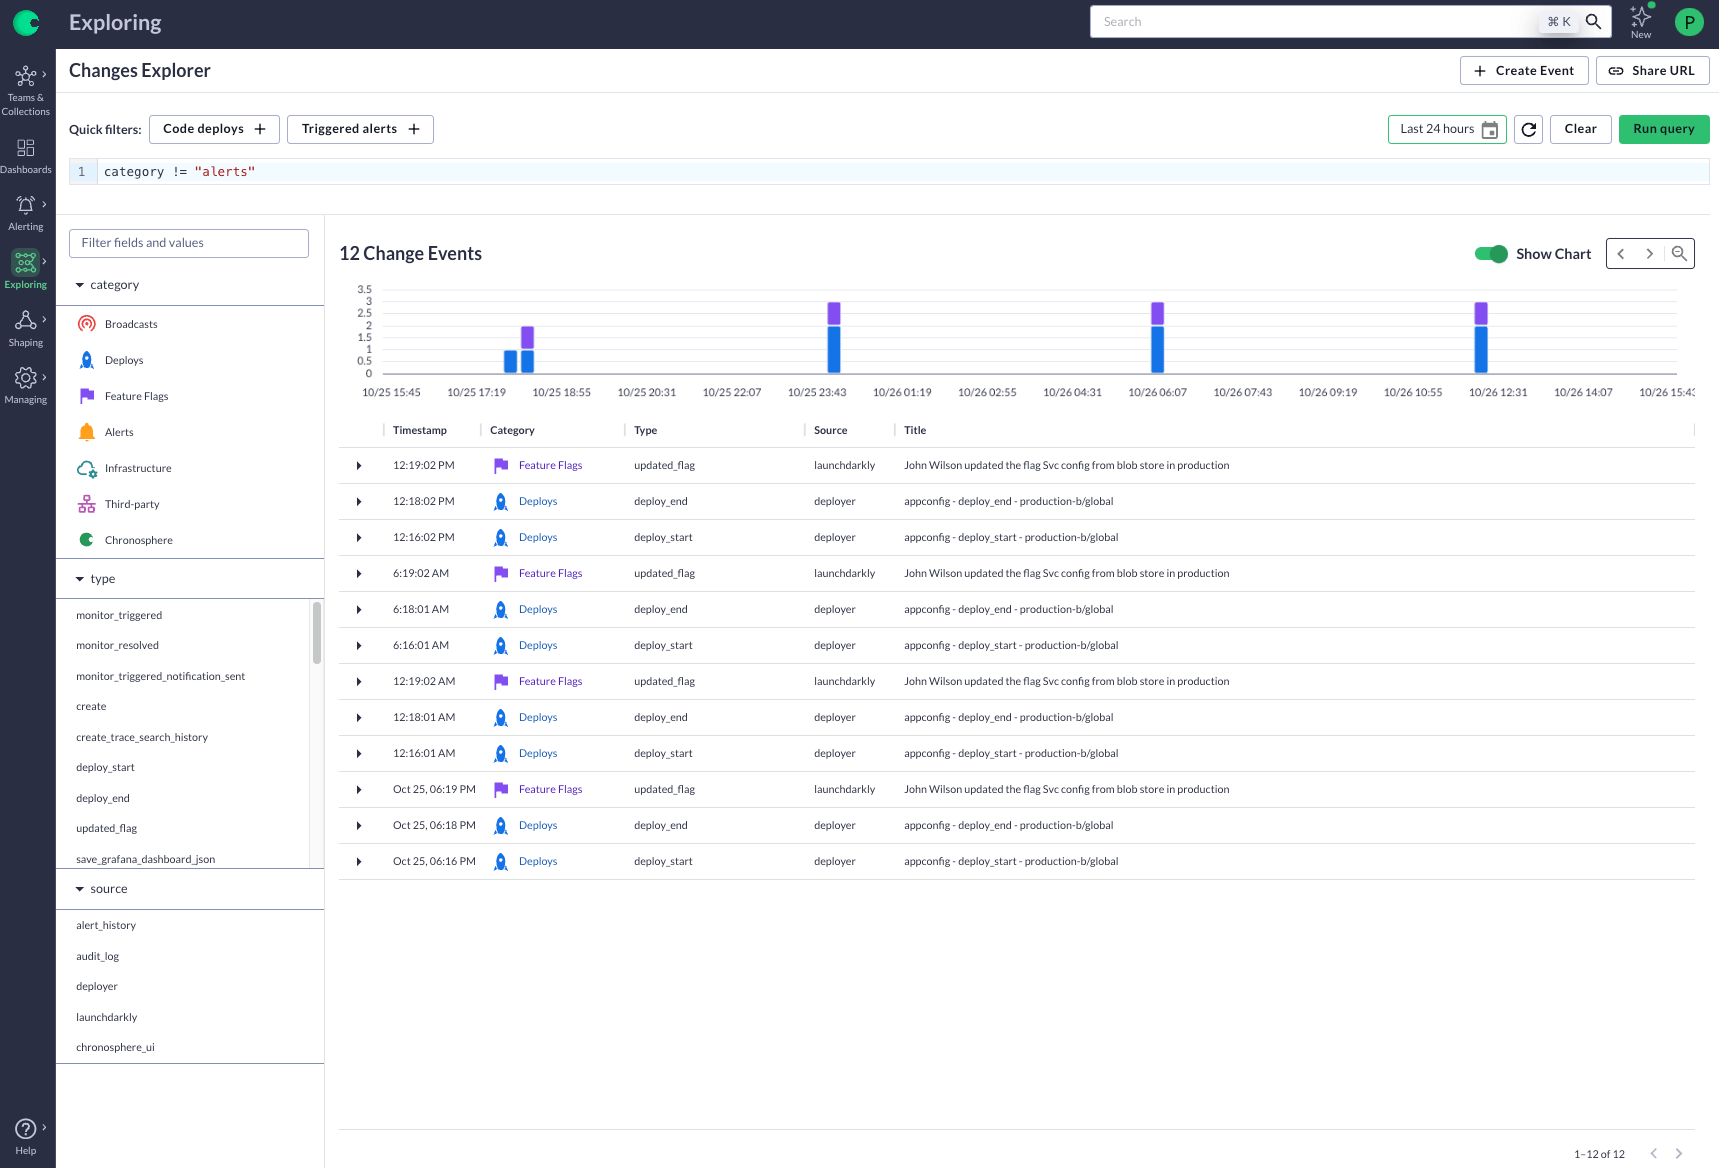 Exploring
Search
⌘ K
New
P
Teams &
Collections
Dashboards
Alerting
Exploring
Shaping
Managing
Help
Changes Explorer
Create Event
Share URL
Quick filters:
Code deploys +
Triggered alerts +
Last 24 hours
Clear
Run query
1 category != "alerts"
Filter fields and values
category
Broadcasts
Deploys
Feature Flags
Alerts
Infrastructure
Third-party
Chronosphere
type
monitor_triggered
monitor_resolved
monitor_triggered_notification_sent
create
create_trace_search_history
deploy_start
deploy_end
updated_flag
save_grafana_dashboard_json
source
alert_history
audit_log
deployer
launchdarkly
chronosphere_ui
12 Change Events
Show Chart
3.5
3
2.5
2
1.5
1
0.5
0
10/25 15:45 10/25 17:19 10/25 18:55 10/25 20:31 10/25 22:07 10/25 23:43 10/26 01:19 10/26 02:55 10/26 04:31 10/26 06:07 10/26 07:43 10/26 09:19 10/26 10:55 10/26 12:31 10/26 14:07 10/26 15:43
Timestamp Category Type Source Title
12:19:02 PM Feature Flags updated_flag launchdarkly John Wilson updated the flag Svc config from blob store in production
12:18:02 PM Deploys deploy_end deployer appconfig - deploy_end - production-b/global
12:16:02 PM Deploys deploy_start deployer appconfig - deploy_start - production-b/global
6:19:02 AM Feature Flags updated_flag launchdarkly John Wilson updated the flag Svc config from blob store in production
6:18:01 AM Deploys deploy_end deployer appconfig - deploy_end - production-b/global
6:16:01 AM Deploys deploy_start deployer appconfig - deploy_start - production-b/global
12:19:02 AM Feature Flags updated_flag launchdarkly John Wilson updated the flag Svc config from blob store in production
12:18:01 AM Deploys deploy_end deployer appconfig - deploy_end - production-b/global
12:16:01 AM Deploys deploy_start deployer appconfig - deploy_start - production-b/global
Oct 25, 06:19 PM Feature Flags updated_flag launchdarkly John Wilson updated the flag Svc config from blob store in production
Oct 25, 06:18 PM Deploys deploy_end deployer appconfig - deploy_end - production-b/global
Oct 25, 06:16 PM Deploys deploy_start deployer appconfig - deploy_start - production-b/global
1–12 of 12